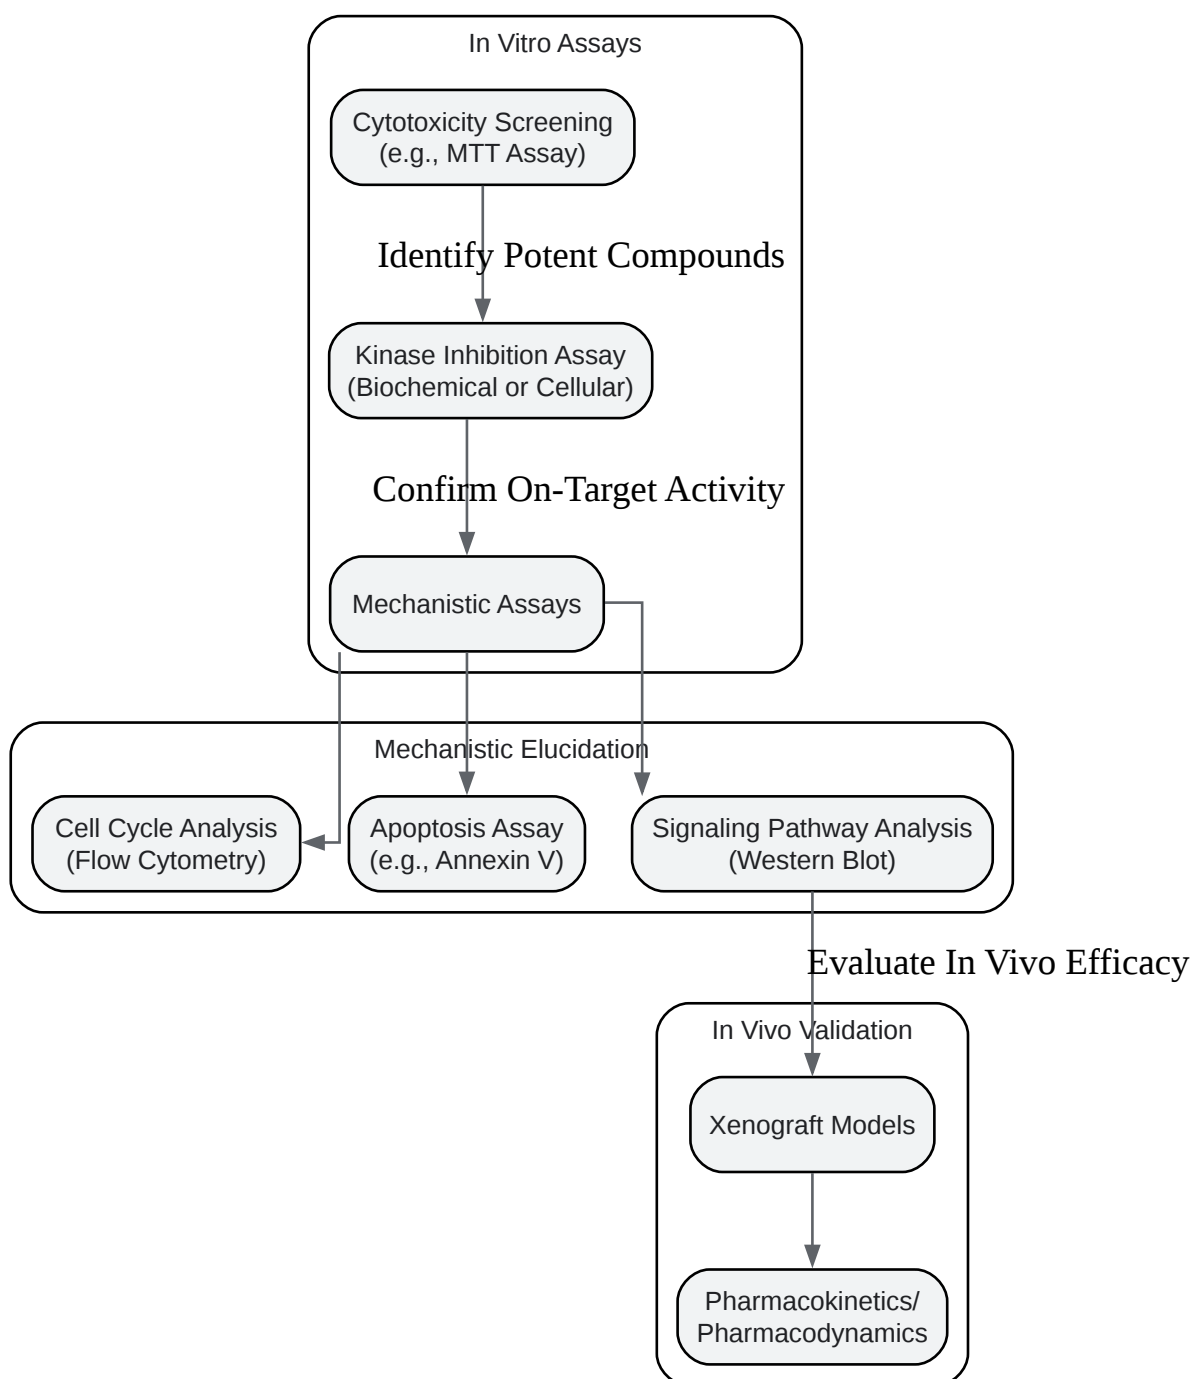 In Vitro Assays
Cytotoxicity Screening
(e.g., MTT Assay)
Identify Potent Compounds
Kinase Inhibition Assay
(Biochemical or Cellular)
Confirm On-Target Activity
Mechanistic Assays
Mechanistic Elucidation
Cell Cycle Analysis
(Flow Cytometry)
Apoptosis Assay
(e.g., Annexin V)
Signaling Pathway Analysis
(Western Blot)
Evaluate In Vivo Efficacy
In Vivo Validation
Xenograft Models
Pharmacokinetics/
Pharmacodynamics